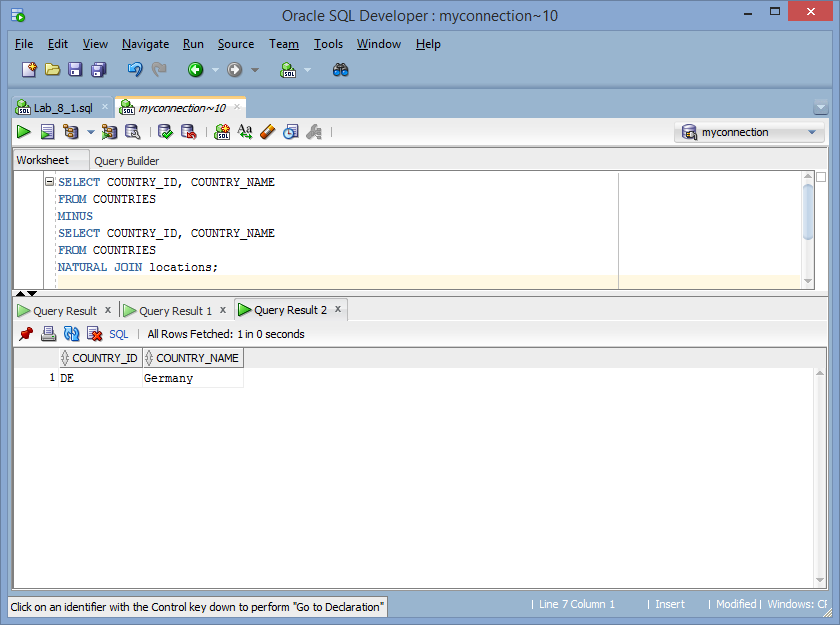 Oracle SQL Developer : myconnection~10
File Edit View Navigate Run Source Team Tools Window Help
Lab_8_1.sql myconnection~10
myconnection
Worksheet Query Builder
SELECT COUNTRY_ID, COUNTRY_NAME
FROM COUNTRIES
MINUS
SELECT COUNTRY_ID, COUNTRY_NAME
FROM COUNTRIES
NATURAL JOIN locations;
Query Result x Query Result 1 x Query Result 2 x
SQL | All Rows Fetched: 1 in 0 seconds
COUNTRY_ID COUNTRY_NAME
1 DE Germany
Click on an identifier with the Control key down to perform "Go to Declaration" | Line 7 Column 1 | Insert | Modified | Windows: